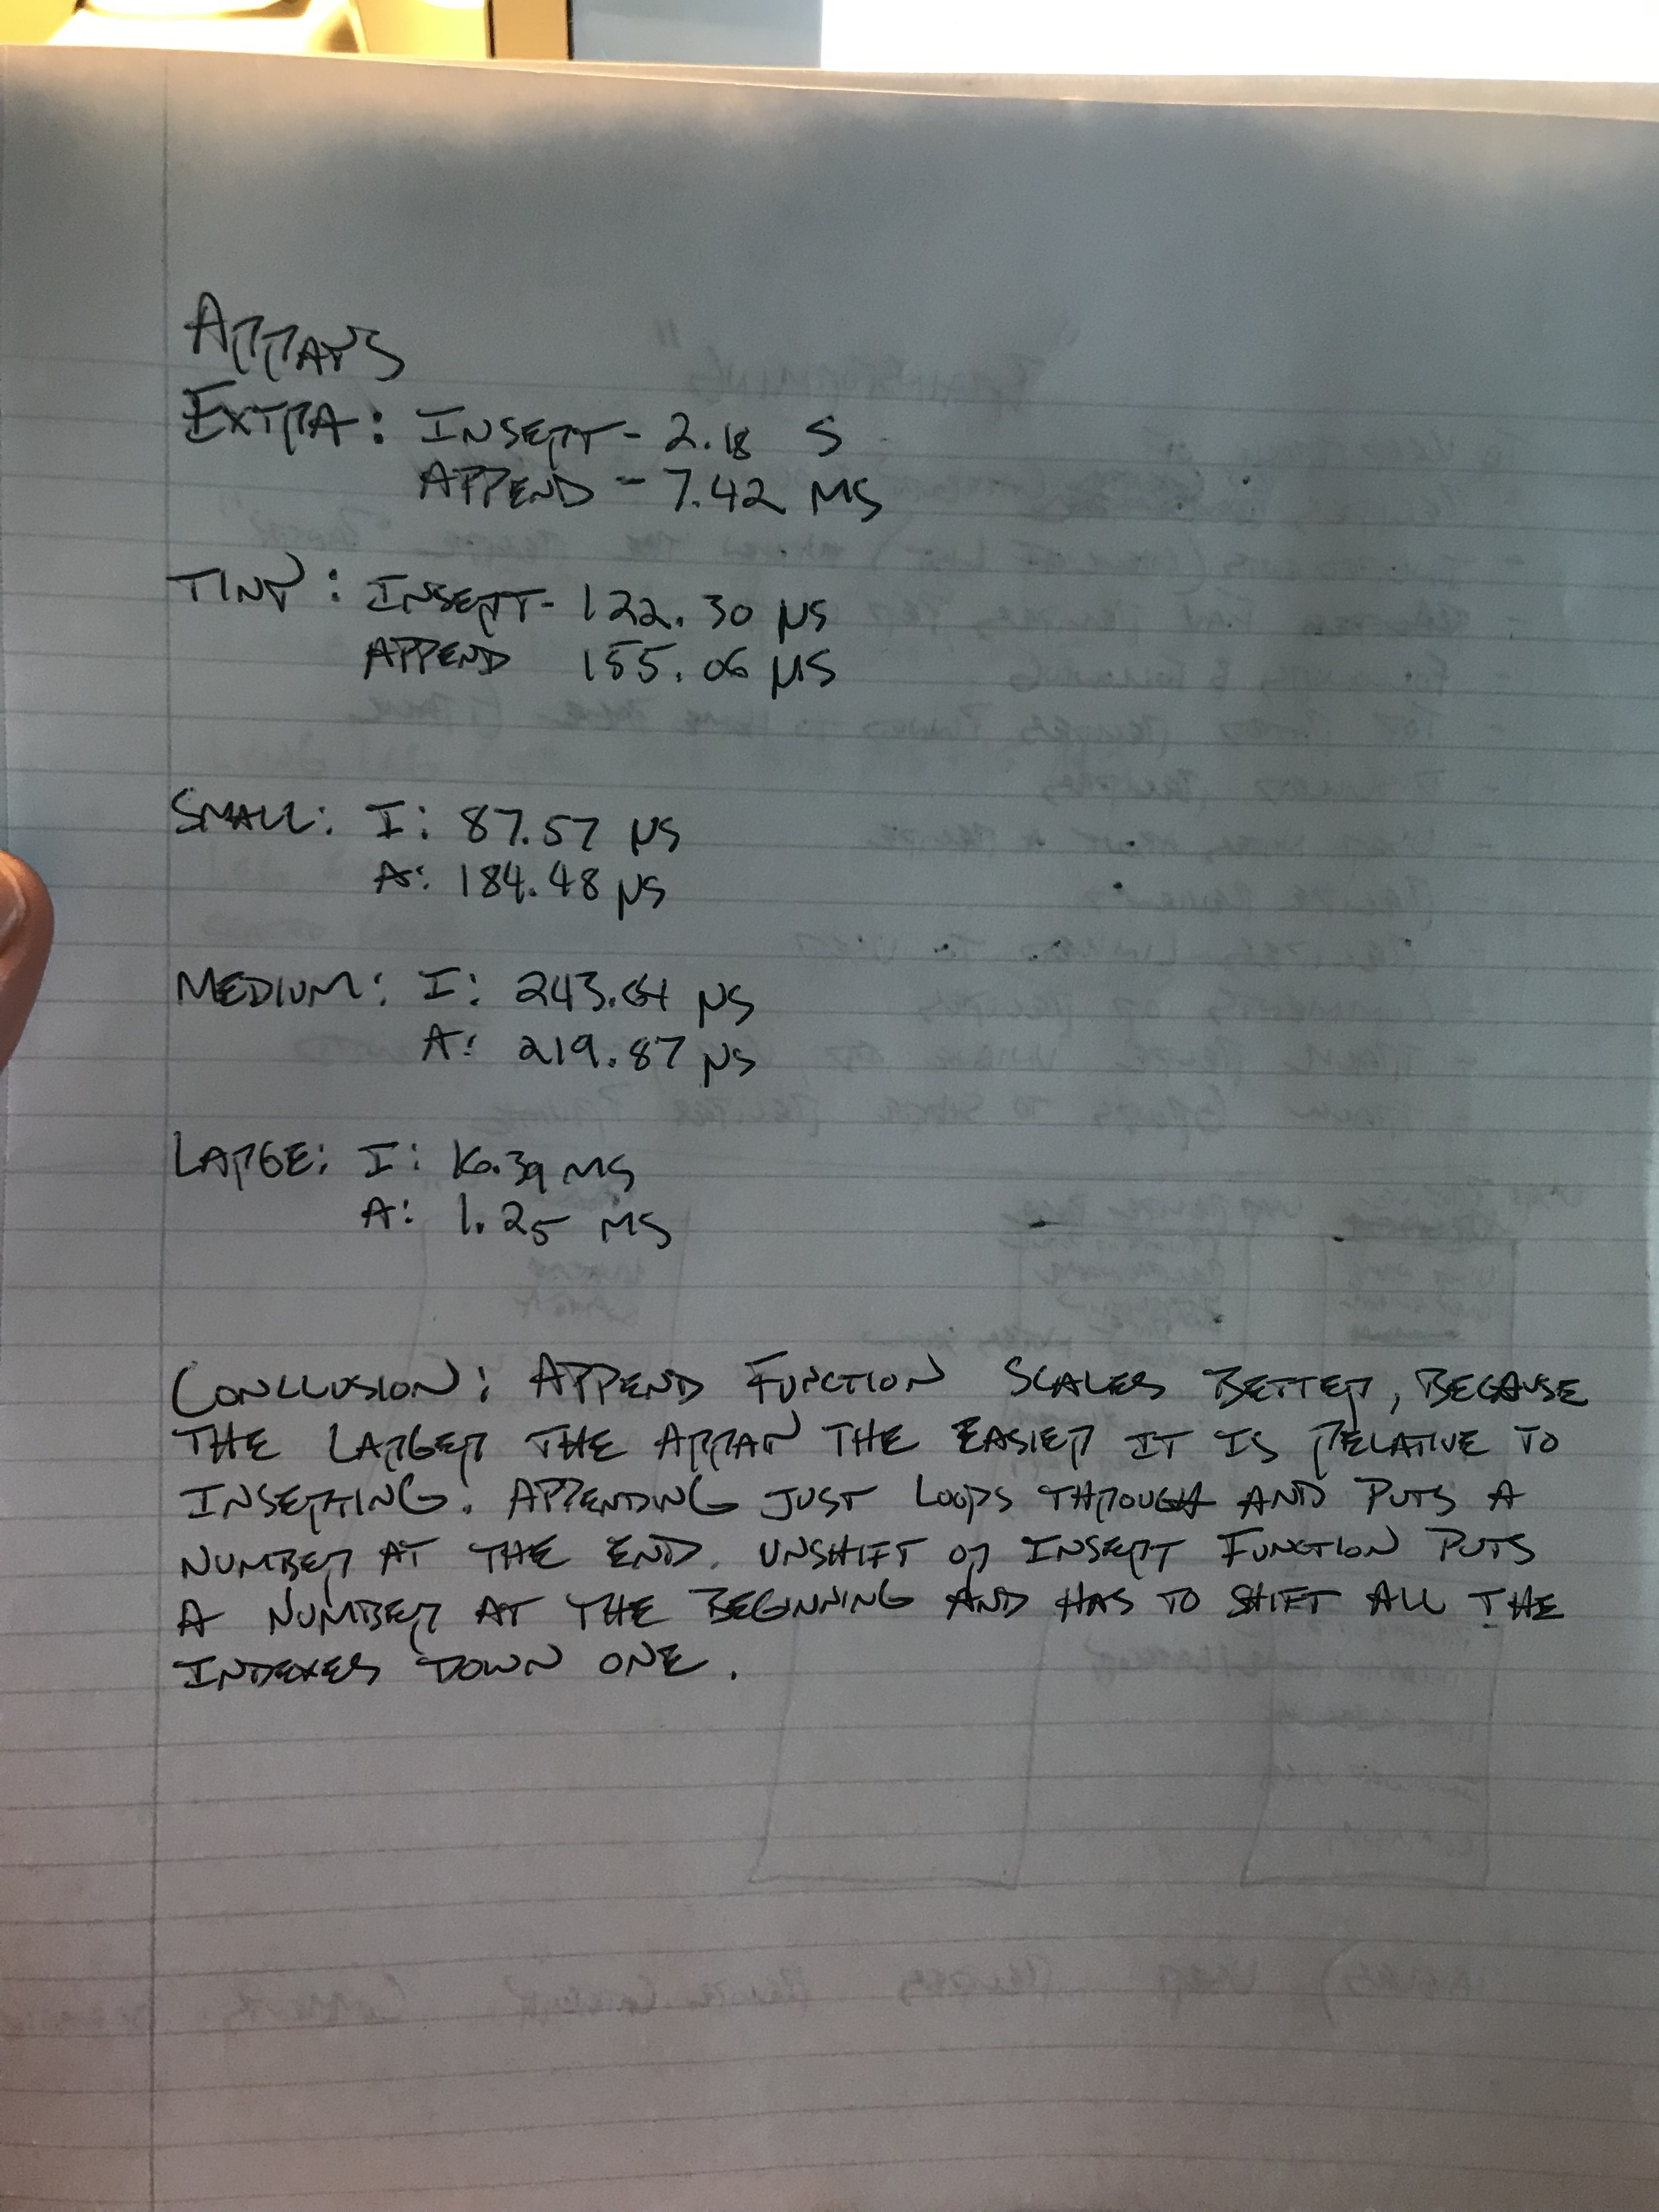 ARRAYS
EXTRA: INSERT - 2.18 S
APPEND - 7.42 MS
TINY: INSERT - 122.30 µS
APPEND 155.06 µS
SMALL: I: 87.57 µS
A: 184.48 µS
MEDIUM: I: 243.64 µS
A: 219.87 µS
LARGE: I: 16.39 MS
A: 1.25 MS
CONCLUSION: APPEND FUNCTION SCALES BETTER, BECAUSE
THE LARGER THE ARRAY THE EASIER IT IS RELATIVE TO
INSERTING. APPENDING JUST LOOPS THROUGH AND PUTS A
NUMBER AT THE END. UNSHIFT OR INSERT FUNCTION PUTS
A NUMBER AT THE BEGINNING AND HAS TO SHIFT ALL THE
INDEXES DOWN ONE.